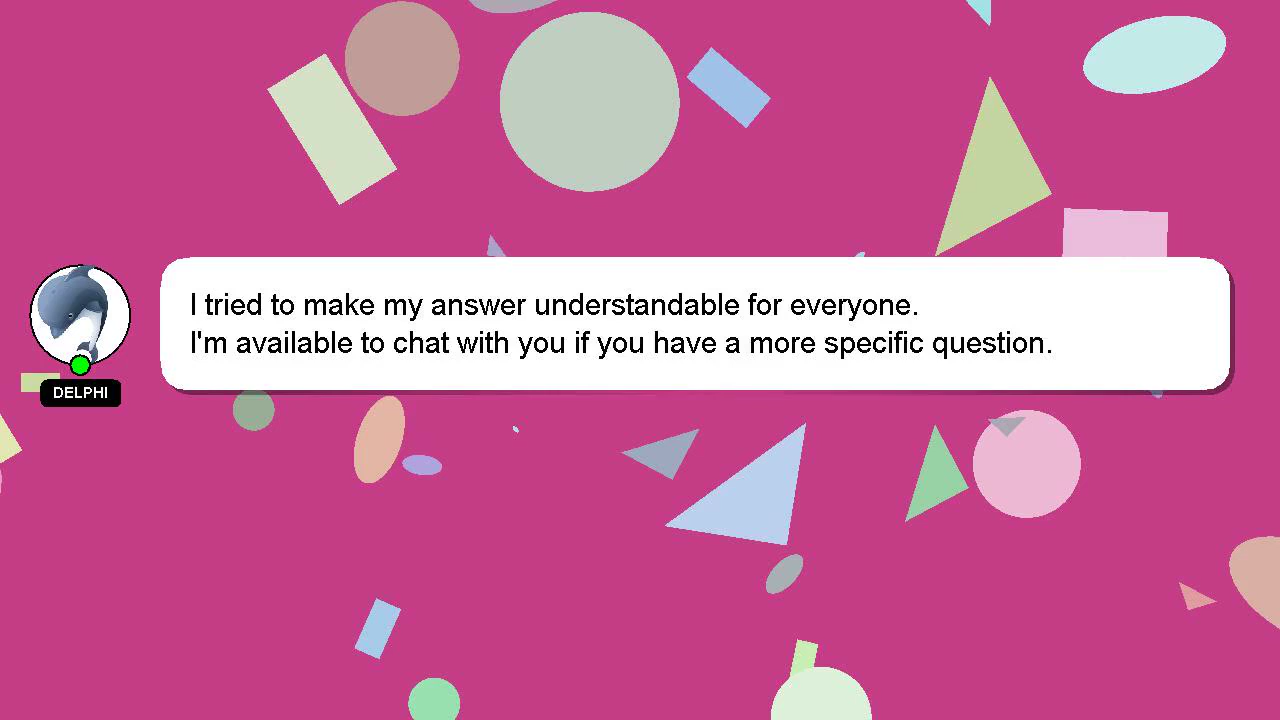 I tried to make my answer understandable for everyone.
I'm available to chat with you if you have a more specific question.
DELPHI